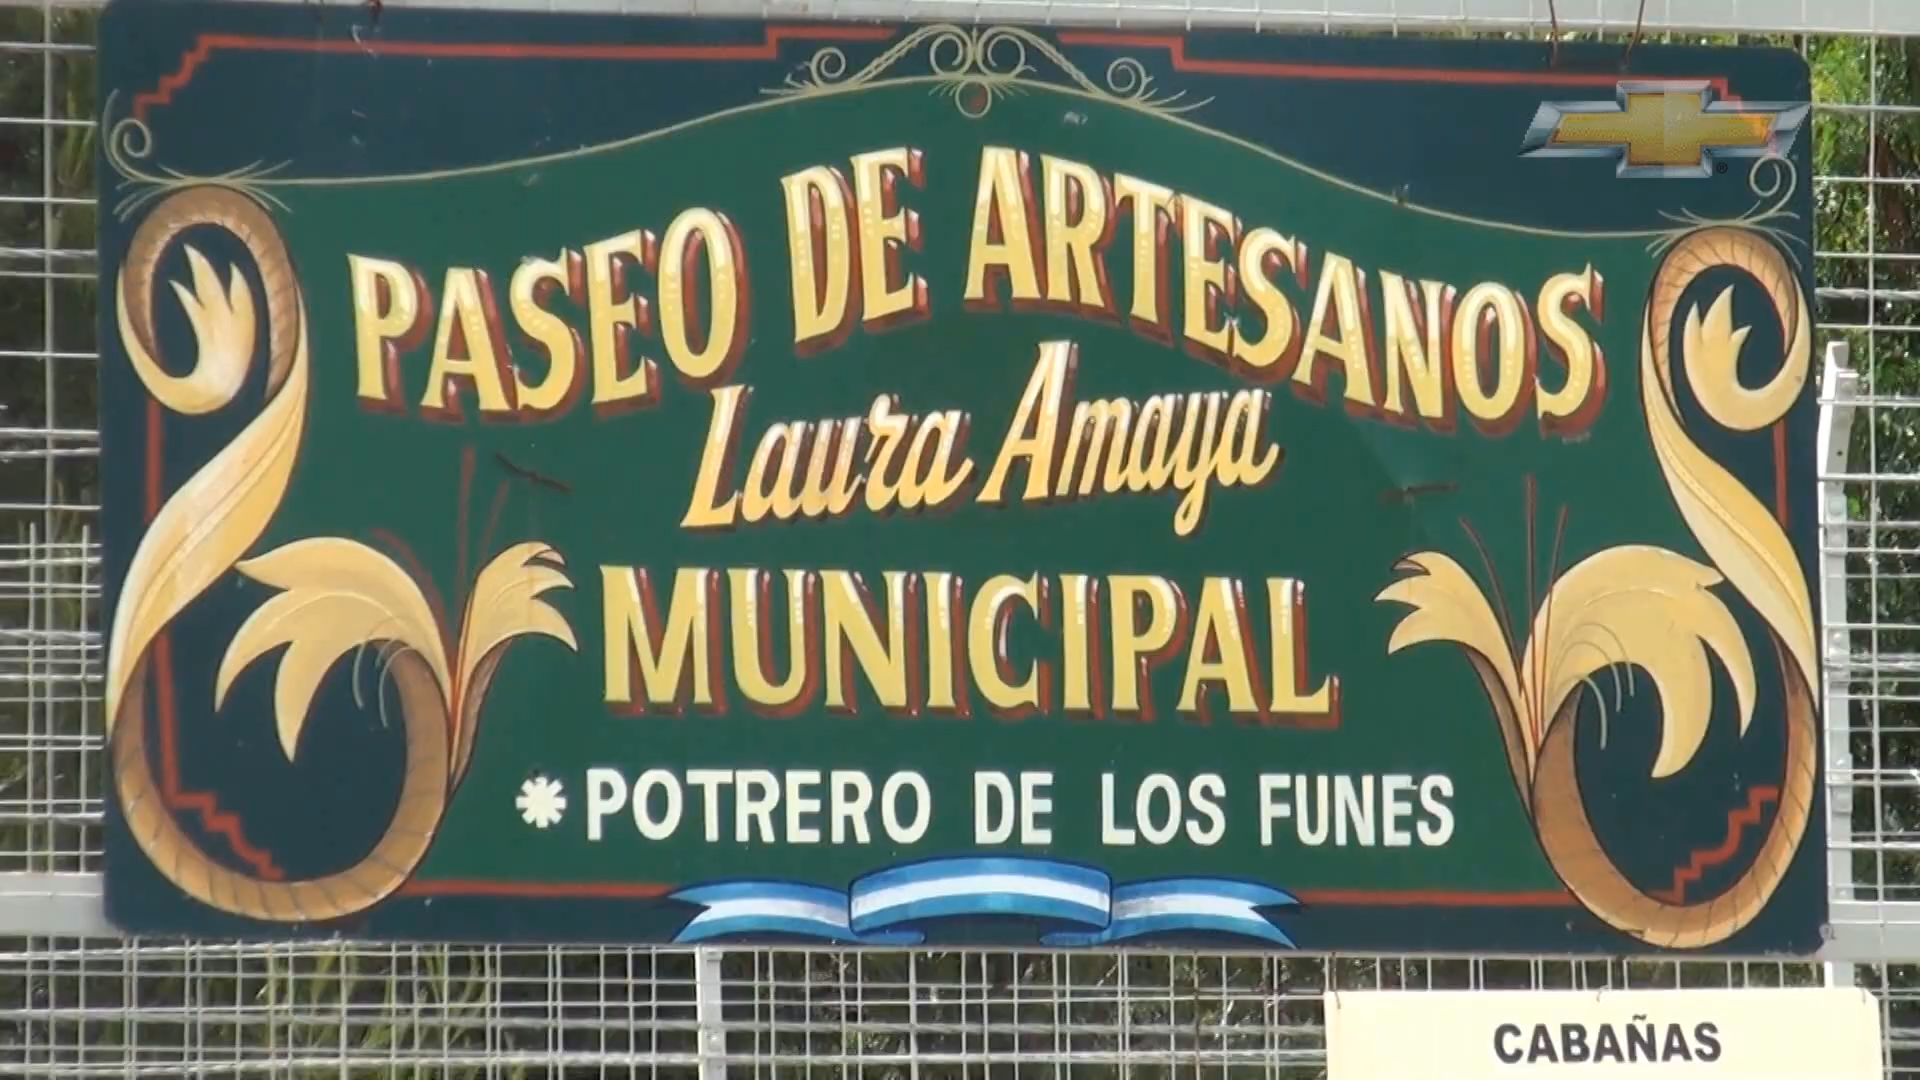 PASEO DE ARTESANOS
Laura Amaya
MUNICIPAL
*POTRERO DE LOS FUNES
CABAÑAS